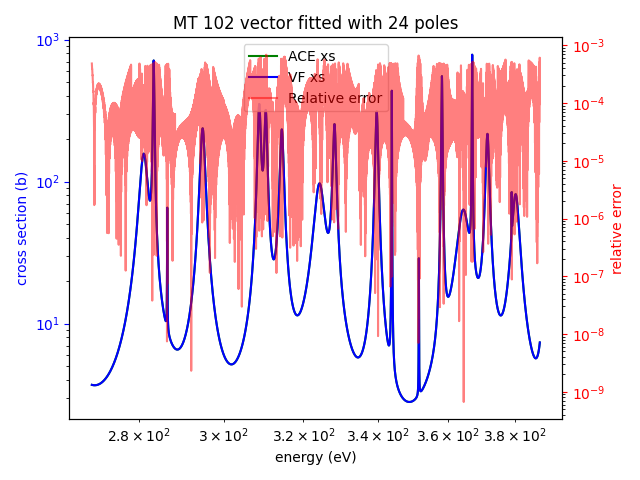 MT 102 vector fitted with 24 poles
ACE xs
VF xs
Relative error
cross section (b)
10³
10²
10¹
relative error
10⁻³
10⁻⁴
10⁻⁵
10⁻⁶
10⁻⁷
10⁻⁸
10⁻⁹
2.8 × 10² 3 × 10² 3.2 × 10² 3.4 × 10² 3.6 × 10² 3.8 × 10²
energy (eV)